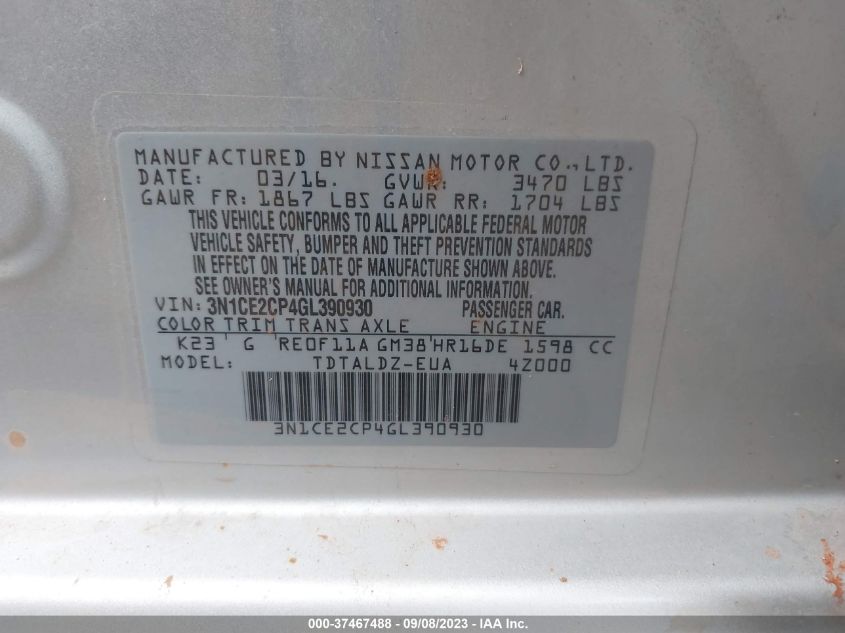 MANUFACTURED BY NISSAN MOTOR CO.,LTD.
DATE: 03/16. GVWR: 3470 LBS
GAWR FR: 1867 LBS GAWR RR: 1704 LBS
THIS VEHICLE CONFORMS TO ALL APPLICABLE FEDERAL MOTOR
VEHICLE SAFETY, BUMPER AND THEFT PREVENTION STANDARDS
IN EFFECT ON THE DATE OF MANUFACTURE SHOWN ABOVE.
SEE OWNER'S MANUAL FOR ADDITIONAL INFORMATION.
VIN: 3N1CE2CP4GL390930 PASSENGER CAR.
COLOR TRIM TRANS AXLE ENGINE
K23 G RE0F11A GM38 HR16DE 1598 CC
MODEL: TDTALDZ-EUA 4Z000
3N1CE2CP4GL390930
000-37467488 - 09/08/2023 - IAA Inc.